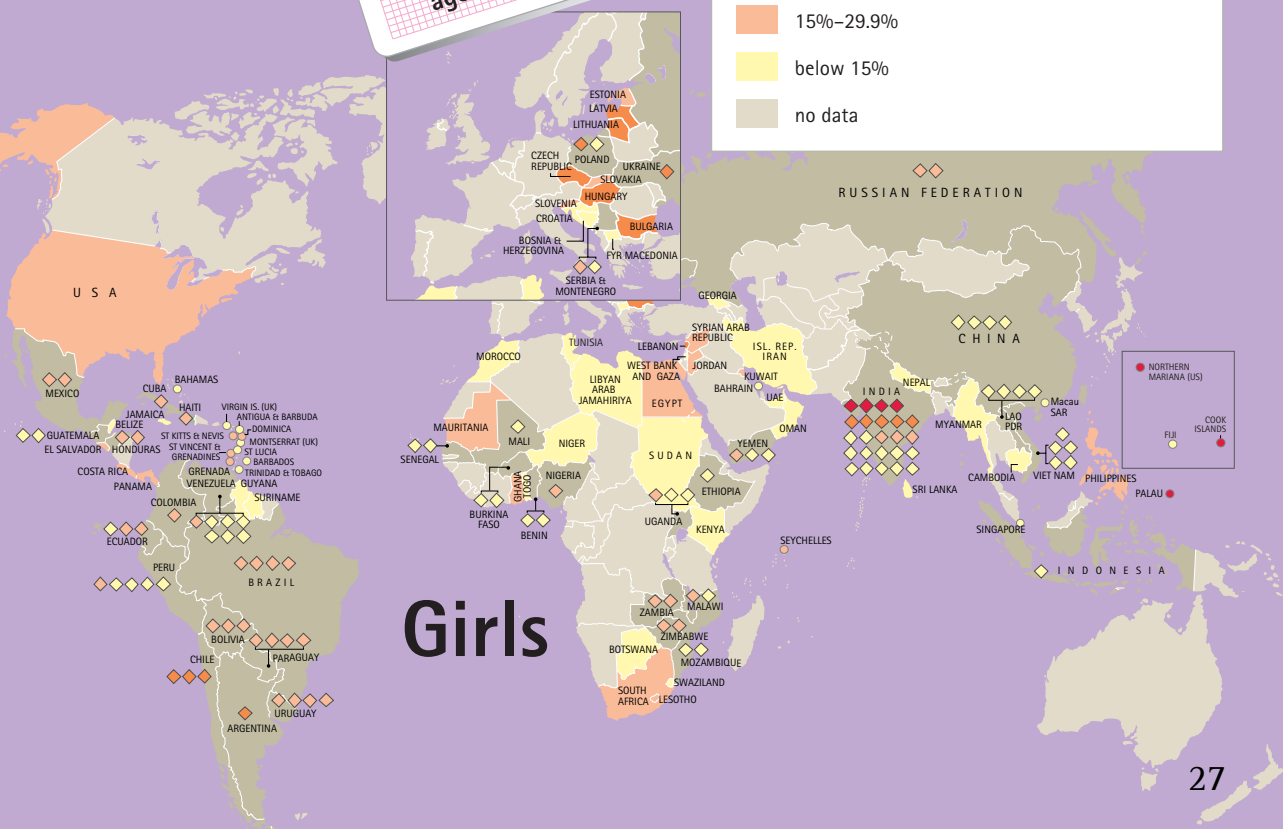 age
15%–29.9%
below 15%
no data
ESTONIA
LATVIA
LITHUANIA
POLAND
CZECH
REPUBLIC
UKRAINE
SLOVAKIA
HUNGARY
SLOVENIA
CROATIA
BULGARIA
BOSNIA &
HERZEGOVINA
FYR MACEDONIA
SERBIA &
MONTENEGRO
RUSSIAN FEDERATION
USA
GEORGIA
CHINA
SYRIAN ARAB
REPUBLIC
LEBANON
ISL. REP.
IRAN
TUNISIA
MOROCCO
WEST BANK
AND GAZA
JORDAN
KUWAIT
BAHRAIN
UAE
OMAN
LIBYAN
ARAB
JAMAHIRIYA
EGYPT
INDIA
NEPAL
NORTHERN
MARIANA (US)
COOK
ISLANDS
FIJI
MEXICO
CUBA
BAHAMAS
JAMAICA
HAITI
VIRGIN IS. (UK)
ANTIGUA & BARBUDA
DOMINICA
MONTSERRAT (UK)
ST LUCIA
BARBADOS
TRINIDAD & TOBAGO
BELIZE
ST KITTS & NEVIS
ST VINCENT &
GRENADINES
GRENADA
GUATEMALA
EL SALVADOR
HONDURAS
COSTA RICA
PANAMA
VENEZUELA
GUYANA
SURINAME
COLOMBIA
ECUADOR
PERU
BRAZIL
BOLIVIA
PARAGUAY
CHILE
URUGUAY
ARGENTINA
MAURITANIA
MALI
NIGER
SUDAN
YEMEN
SENEGAL
GHANA
TOGO
NIGERIA
ETHIOPIA
BURKINA
FASO
BENIN
UGANDA
KENYA
SEYCHELLES
MYANMAR
LAO
PDR
Macau
SAR
SRI LANKA
CAMBODIA
VIET NAM
PHILIPPINES
PALAU
SINGAPORE
INDONESIA
Girls
ZAMBIA
MALAWI
ZIMBABWE
BOTSWANA
MOZAMBIQUE
SWAZILAND
SOUTH
AFRICA
LESOTHO
27